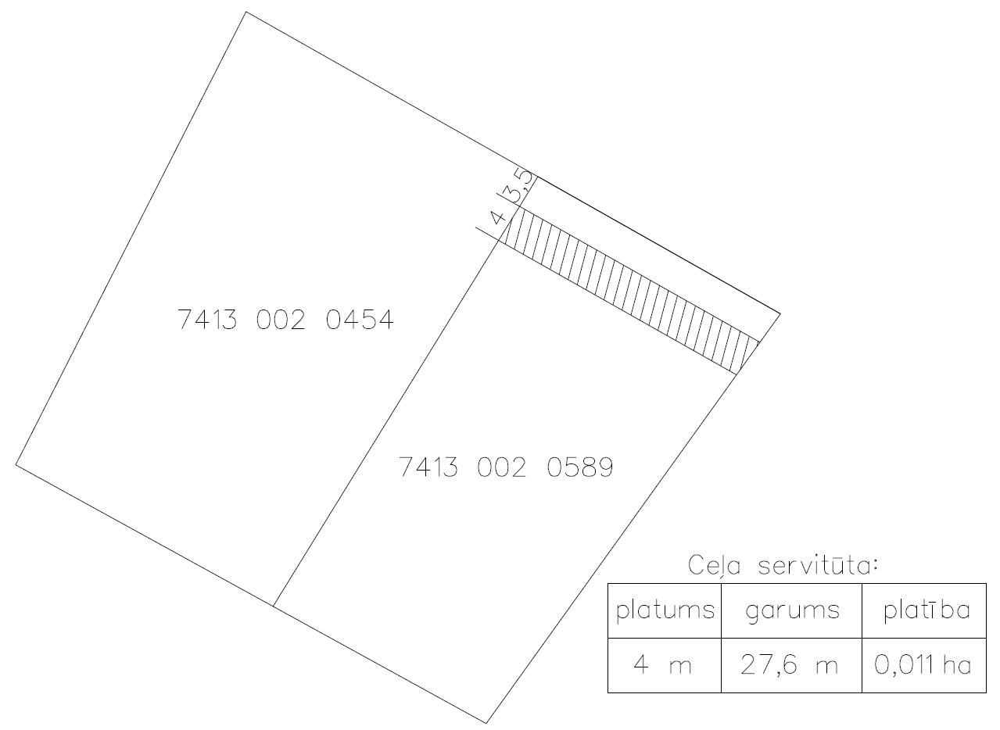 3,5
4
7413 002 0454
7413 002 0589
Ceļa servitūta:
platums garums platība
4 m 27,6 m 0,011 ha